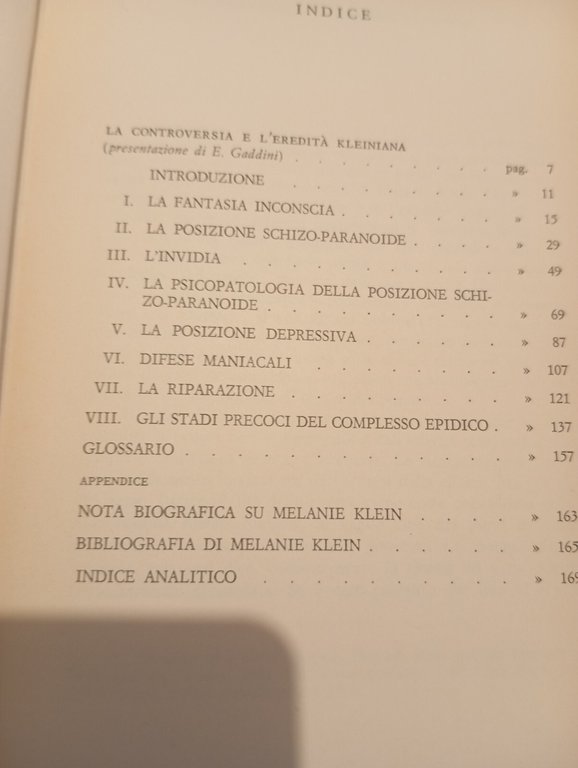 INDICE
LA CONTROVERSIA E L'EREDITÀ KLEINIANA
(presentazione di E. Gaddini) . . . . . . . . pag. 7
INTRODUZIONE . . . . . . . . » 11
I. LA FANTASIA INCONSCIA . . . . . . » 15
II. LA POSIZIONE SCHIZO-PARANOIDE . . . . » 29
III. L'INVIDIA . . . . . . . . . » 49
IV. LA PSICOPATOLOGIA DELLA POSIZIONE SCHI-
ZO-PARANOIDE . . . . . . . . . » 69
V. LA POSIZIONE DEPRESSIVA . . . . . » 87
VI. DIFESE MANIACALI . . . . . . . » 107
VII. LA RIPARAZIONE . . . . . . . . » 121
VIII. GLI STADI PRECOCI DEL COMPLESSO EPIDICO . » 137
GLOSSARIO . . . . . . . . . . . » 157
APPENDICE
NOTA BIOGRAFICA SU MELANIE KLEIN . . . . » 163
BIBLIOGRAFIA DI MELANIE KLEIN . . . . . » 165
INDICE ANALITICO . . . . . . . . . » 169